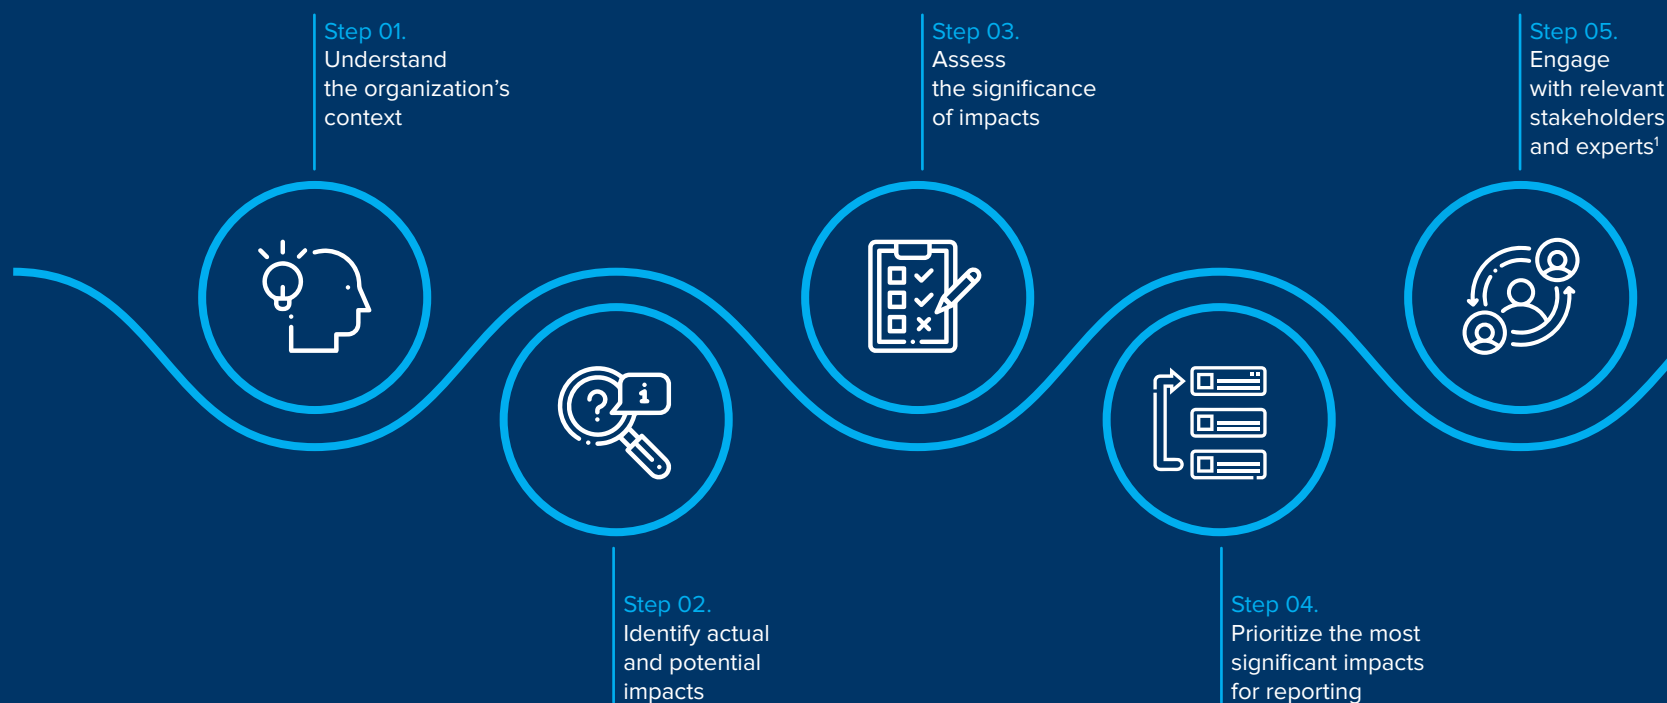 Step 01.
Understand
the organization’s
context
Step 02.
Identify actual
and potential
impacts
Step 03.
Assess
the significance
of impacts
Step 04.
Prioritize the most
significant impacts
for reporting
Step 05.
Engage
with relevant
stakeholders
and experts¹